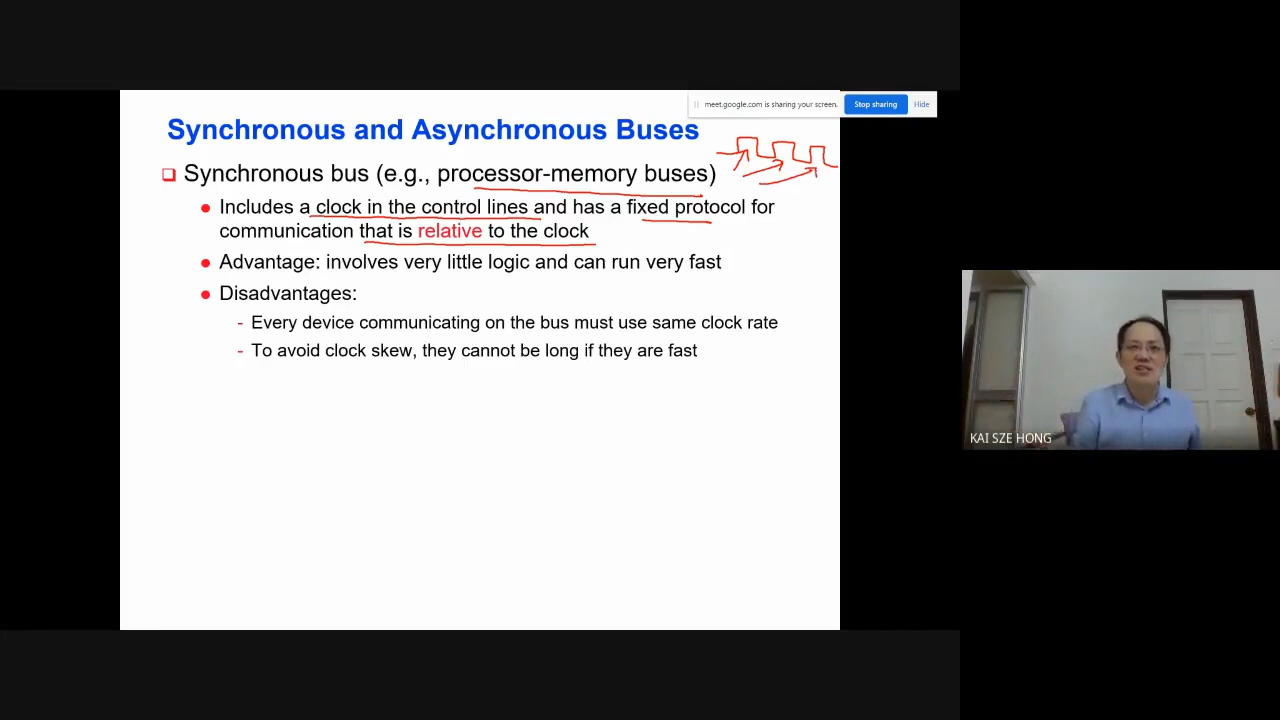 meet.google.com is sharing your screen.
Stop sharing
Hide
Synchronous and Asynchronous Buses
Synchronous bus (e.g., processor-memory buses)
Includes a clock in the control lines and has a fixed protocol for
communication that is relative to the clock
Advantage: involves very little logic and can run very fast
Disadvantages:
- Every device communicating on the bus must use same clock rate
- To avoid clock skew, they cannot be long if they are fast
KAI SZE HONG